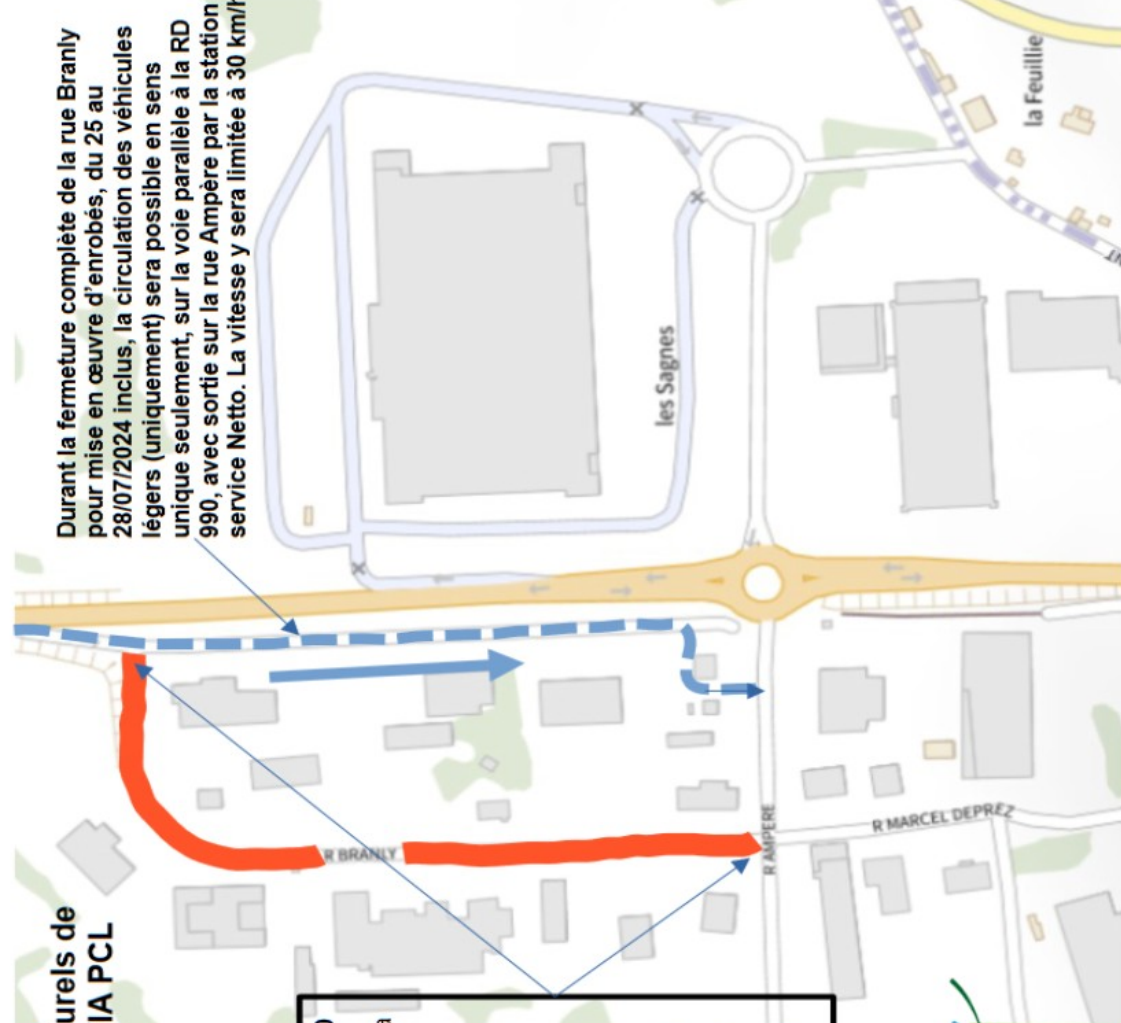 Durant la fermeture complète de la rue Branly
pour mise en œuvre d'enrobés, du 25 au
28/07/2024 inclus, la circulation des véhicules
légers (uniquement) sera possible en sens
unique seulement, sur la voie parallèle à la RD
990, avec sortie sur la rue Ampère par la station
service Netto. La vitesse y sera limitée à 30 km/h
la Feuillie
les Sagnes
R BRANLY
R AMPERE
R MARCEL DEPREZ
urels de
IA PCL